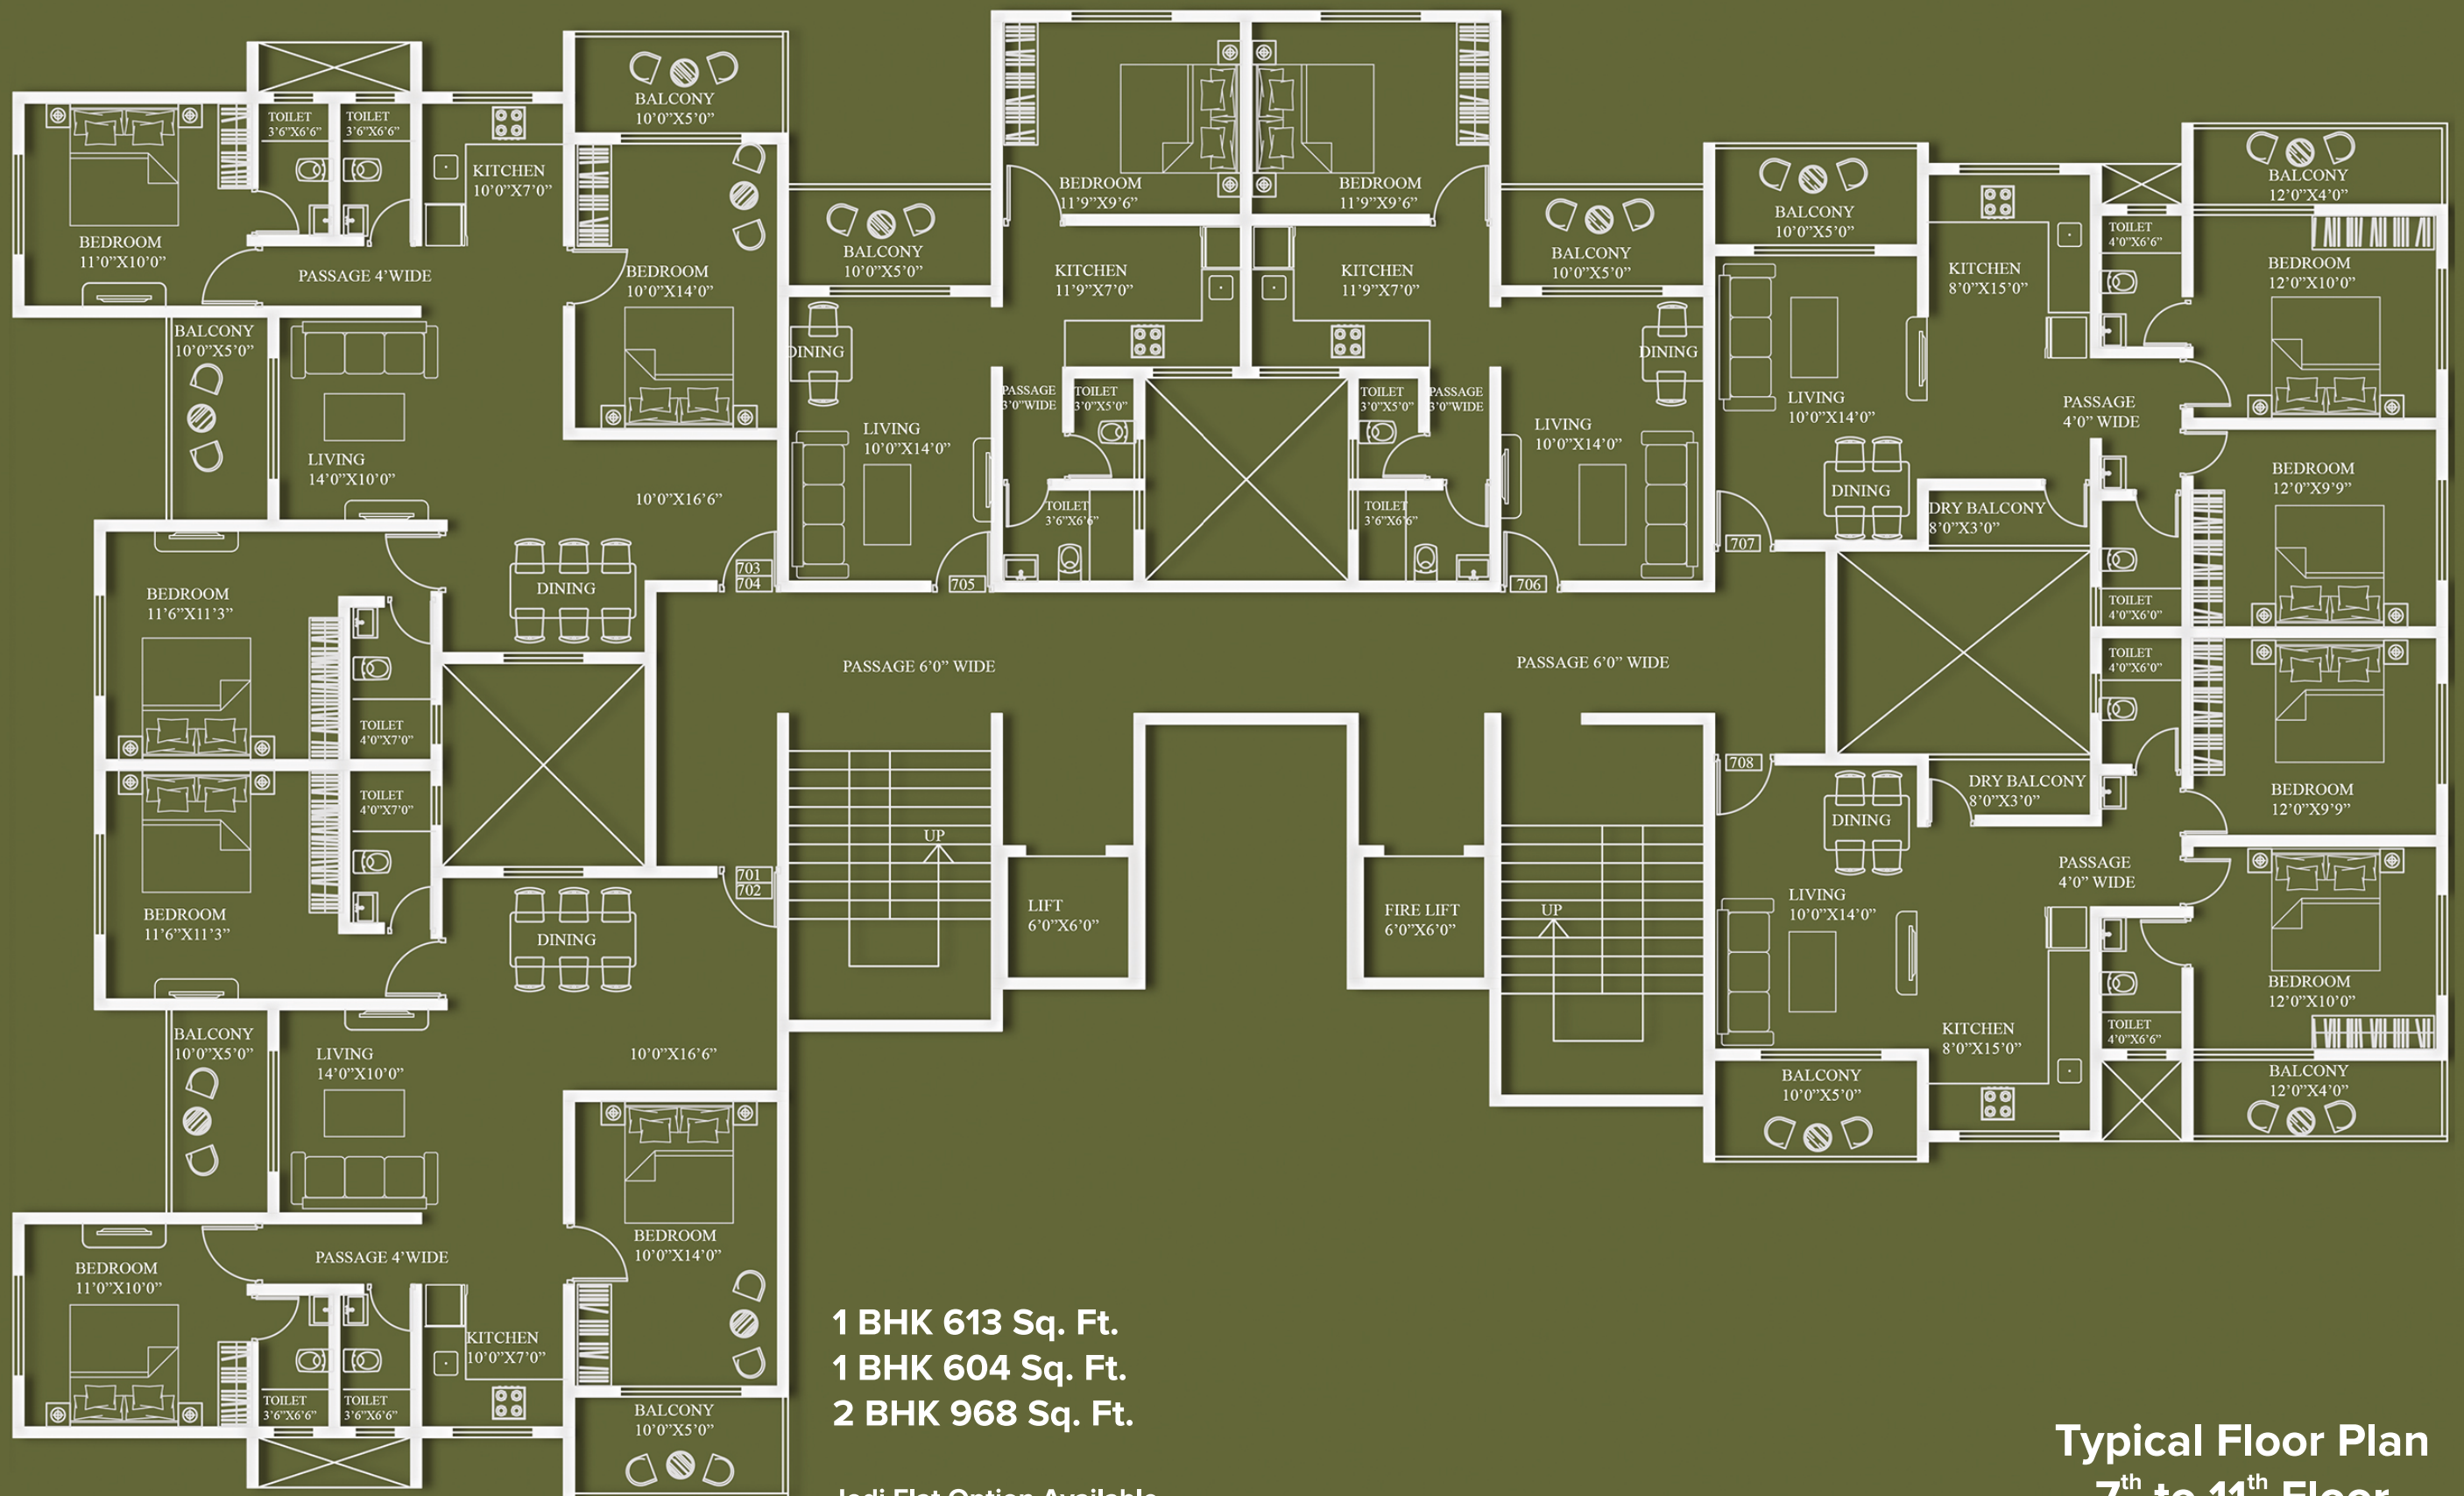 BALCONY
10'0"X5'0"
TOILET
3'6"X6'6"
TOILET
3'6"X6'6"
KITCHEN
10'0"X7'0"
BEDROOM
11'0"X10'0"
PASSAGE 4'WIDE
BEDROOM
10'0"X14'0"
BALCONY
10'0"X5'0"
LIVING
14'0"X10'0"
10'0"X16'6"
DINING
703
704
BEDROOM
11'6"X11'3"
TOILET
4'0"X7'0"
TOILET
4'0"X7'0"
BEDROOM
11'6"X11'3"
701
702
DINING
BALCONY
10'0"X5'0"
LIVING
14'0"X10'0"
10'0"X16'6"
PASSAGE 4'WIDE
BEDROOM
11'0"X10'0"
BEDROOM
10'0"X14'0"
KITCHEN
10'0"X7'0"
TOILET
3'6"X6'6"
TOILET
3'6"X6'6"
BALCONY
10'0"X5'0"
BEDROOM
11'9"X9'6"
BEDROOM
11'9"X9'6"
BALCONY
10'0"X5'0"
KITCHEN
11'9"X7'0"
KITCHEN
11'9"X7'0"
BALCONY
10'0"X5'0"
DINING
DINING
PASSAGE
3'0"WIDE
TOILET
3'0"X5'0"
TOILET
3'0"X5'0"
PASSAGE
3'0"WIDE
LIVING
10'0"X14'0"
LIVING
10'0"X14'0"
TOILET
3'6"X6'6"
TOILET
3'6"X6'6"
705
706
PASSAGE 6'0" WIDE
PASSAGE 6'0" WIDE
UP
LIFT
6'0"X6'0"
FIRE LIFT
6'0"X6'0"
UP
BALCONY
10'0"X5'0"
BALCONY
12'0"X4'0"
TOILET
4'0"X6'6"
KITCHEN
8'0"X15'0"
BEDROOM
12'0"X10'0"
LIVING
10'0"X14'0"
PASSAGE
4'0" WIDE
DINING
DRY BALCONY
8'0"X3'0"
707
BEDROOM
12'0"X9'9"
TOILET
4'0"X6'0"
TOILET
4'0"X6'0"
708
DRY BALCONY
8'0"X3'0"
DINING
BEDROOM
12'0"X9'9"
PASSAGE
4'0" WIDE
LIVING
10'0"X14'0"
BEDROOM
12'0"X10'0"
KITCHEN
8'0"X15'0"
TOILET
4'0"X6'6"
BALCONY
10'0"X5'0"
BALCONY
12'0"X4'0"
1 BHK 613 Sq. Ft.
1 BHK 604 Sq. Ft.
2 BHK 968 Sq. Ft.
Jodi Flat Option Available
Typical Floor Plan
7th to 11th Floor